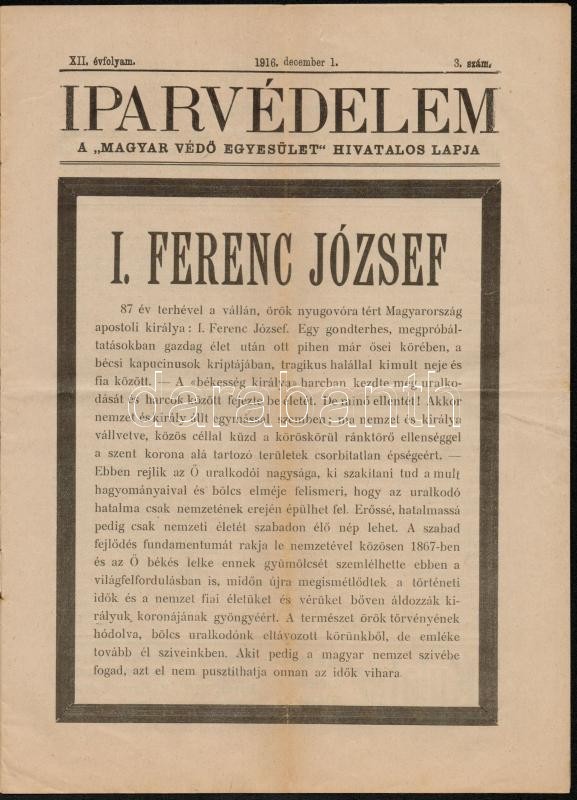 XII. évfolyam. 1916. december 1. 3. szám.
IPARVÉDELEM
A „MAGYAR VÉDŐ EGYESÜLET“ HIVATALOS LAPJA
I. FERENC JÓZSEF
87 év terhével a vállán, örök nyugovóra tért Magyarország
apostoli királya: I. Ferenc József. Egy gondterhes, megpróbál-
tatásokban gazdag élet után ott pihen már ősei körében, a
bécsi kapucinusok kriptájában, tragikus halállal kimult neje és
fia között. — A «békesség királya» harcban kezdte meg uralko-
dását és harcok között fejezte be életét. De minő ellentét! Akkor
nemzet és király állt egymással szemben; ma nemzet és királya
vállvetve, közös céllal küzd a köröskörül ránktörő ellenséggel
a szent korona alá tartozó területek csorbitatlan épségeért. —
Ebben rejlik az Ő uralkodói nagysága, ki szakitani tud a mult
hagyományaival és bölcs elméje felismeri, hogy az uralkodó
hatalma csak nemzetének erején épülhet fel. Erőssé, hatalmassá
pedig csak nemzeti életét szabadon élő nép lehet. A szabad
fejlődés fundamentumát rakja le nemzetével közösen 1867-ben
és az Ő békés lelke ennek gyümölcsét szemlélhette ebben a
világfelfordulásban is, midőn újra megismétlődtek a történeti
idők és a nemzet fiai életüket és vérüket bőven áldozzák ki-
rályuk koronájának gyöngyéért. A természet örök törvényének
hódolva, bölcs uralkodónk eltávozott körünkből, de emléke
tovább él sziveinkben. Akit pedig a magyar nemzet szivébe
fogad, azt el nem pusztíthatja onnan az idők vihara.
darabanth